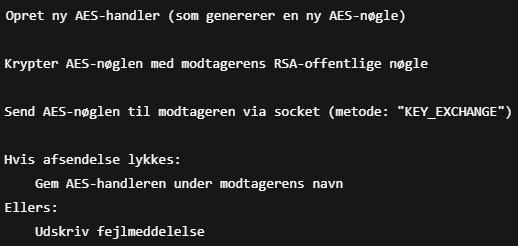 Opret ny AES-handler (som genererer en ny AES-nøgle)
Krypter AES-nøglen med modtagerens RSA-offentlige nøgle
Send AES-nøglen til modtageren via socket (metode: "KEY_EXCHANGE")
Hvis afsendelse lykkes:
    Gem AES-handleren under modtagerens navn
Ellers:
    Udskriv fejlmeddelelse